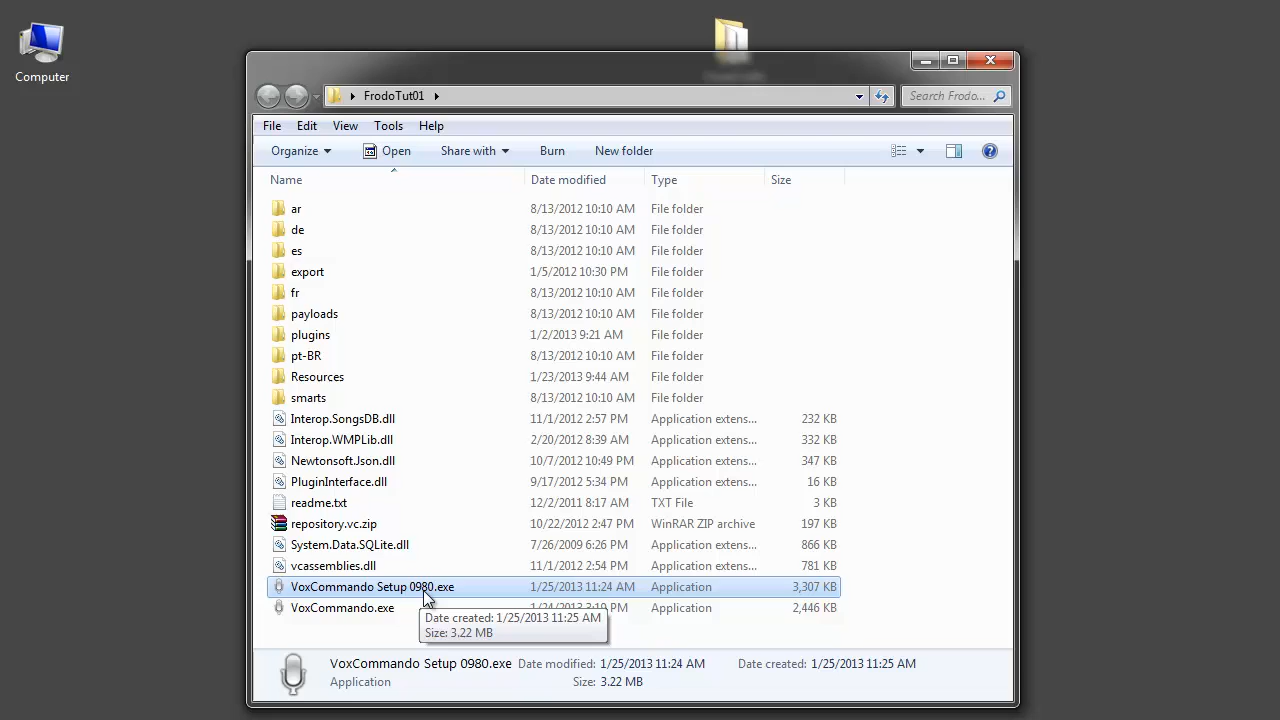 Computer
FrodoTut01
Search Frodo...
File Edit View Tools Help
Organize Open Share with Burn New folder
Name Date modified Type Size
ar 8/13/2012 10:10 AM File folder
de 8/13/2012 10:10 AM File folder
es 8/13/2012 10:10 AM File folder
export 1/5/2012 10:30 PM File folder
fr 8/13/2012 10:10 AM File folder
payloads 8/13/2012 10:10 AM File folder
plugins 1/2/2013 9:21 AM File folder
pt-BR 8/13/2012 10:10 AM File folder
Resources 1/23/2013 9:44 AM File folder
smarts 8/13/2012 10:10 AM File folder
Interop.SongsDB.dll 11/1/2012 2:57 PM Application extens... 232 KB
Interop.WMPLib.dll 2/20/2012 8:39 AM Application extens... 332 KB
Newtonsoft.Json.dll 10/7/2012 10:49 PM Application extens... 347 KB
PluginInterface.dll 9/17/2012 5:34 PM Application extens... 16 KB
readme.txt 12/2/2011 8:17 AM TXT File 3 KB
repository.vc.zip 10/22/2012 2:47 PM WinRAR ZIP archive 197 KB
System.Data.SQLite.dll 7/26/2009 6:26 PM Application extens... 866 KB
vcassemblies.dll 11/1/2012 2:54 PM Application extens... 781 KB
VoxCommando Setup 0980.exe 1/25/2013 11:24 AM Application 3,307 KB
VoxCommando.exe 1/24/2013 3:19 PM Application 2,446 KB
Date created: 1/25/2013 11:25 AM
Size: 3.22 MB
VoxCommando Setup 0980.exe Date modified: 1/25/2013 11:24 AM Date created: 1/25/2013 11:25 AM
Application Size: 3.22 MB